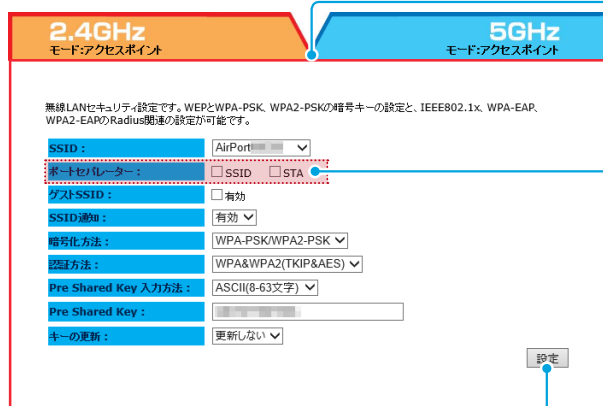 2.4GHz
モード:アクセスポイント
5GHz
モード:アクセスポイント
無線LANセキュリティ設定です。WEPとWPA-PSK、WPA2-PSKの暗号キーの設定と、IEEE802.1x、WPA-EAP、
WPA2-EAPのRadius関連の設定が可能です。
SSID： AirPort
ポートセパレーター： SSID STA
ゲストSSID： 有効
SSID通知： 有効
暗号化方法： WPA-PSK/WPA2-PSK
認証方法： WPA&WPA2(TKIP&AES)
Pre Shared Key 入力方法： ASCII(8-63文字)
Pre Shared Key：
キーの更新： 更新しない
設定